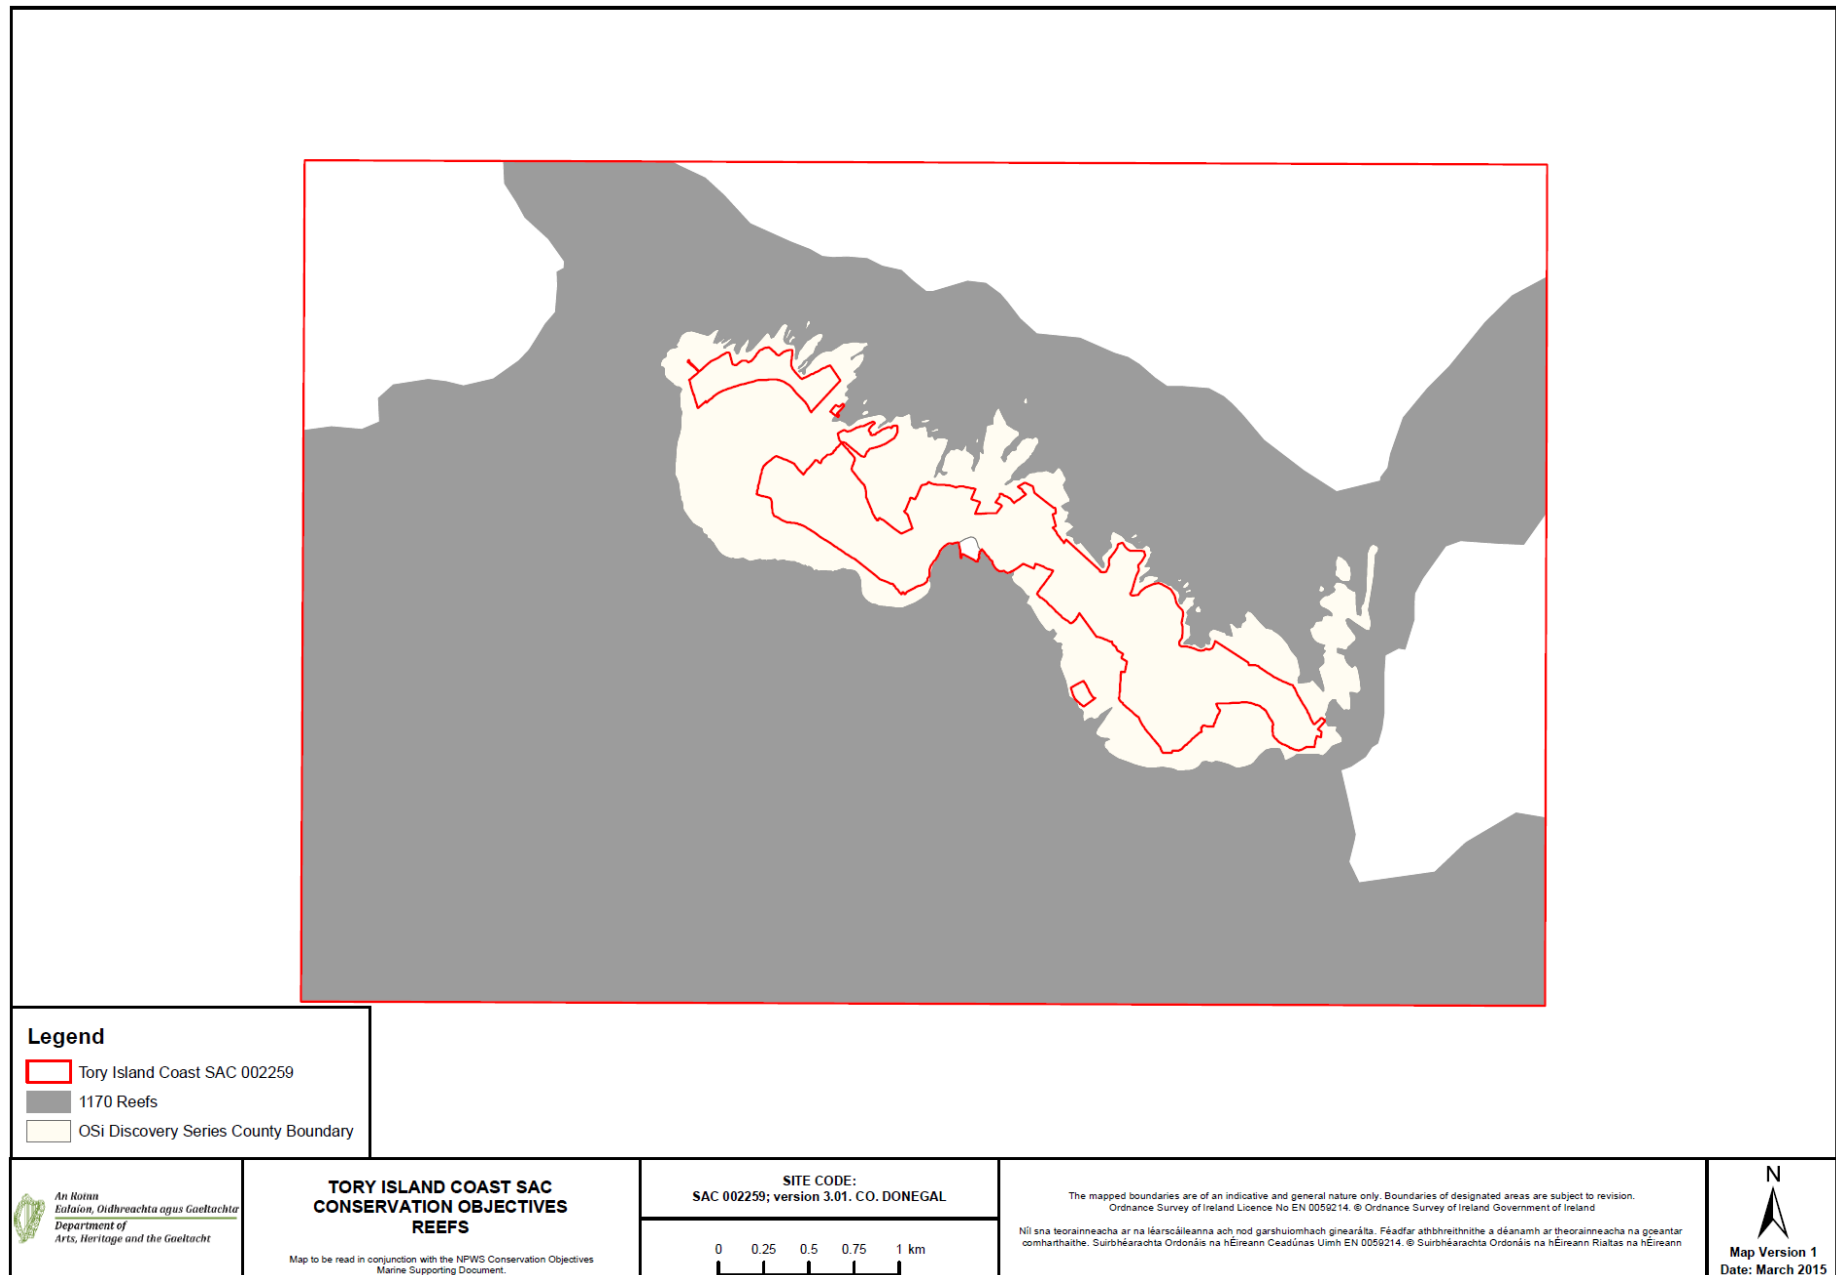 Legend
Tory Island Coast SAC 002259
1170 Reefs
OSi Discovery Series County Boundary
An Roinn
Ealaíon, Oidhreachta agus Gaeltachta
Department of
Arts, Heritage and the Gaeltacht
TORY ISLAND COAST SAC
CONSERVATION OBJECTIVES
REEFS
Map to be read in conjunction with the NPWS Conservation Objectives
Marine Supporting Document.
SITE CODE:
SAC 002259; version 3.01. CO. DONEGAL
0 0.25 0.5 0.75 1 km
The mapped boundaries are of an indicative and general nature only. Boundaries of designated areas are subject to revision.
Ordnance Survey of Ireland Licence No EN 0059214. © Ordnance Survey of Ireland Government of Ireland
Níl sna teorainneacha ar na léarscáileanna ach nod garshuiomhach ginearálta. Féadfar athbhreithnithe a déanamh ar theorainneacha na gceantar
comharthaithe. Suirbhéarachta Ordonáis na hÉireann Ceadúnas Uimh EN 0059214. © Suirbhéarachta Ordonáis na hÉireann Rialtas na hÉireann
N
Map Version 1
Date: March 2015